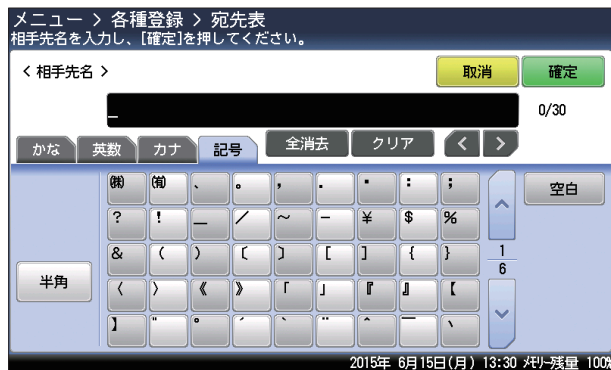 メニュー > 各種登録 > 宛先表
相手先名を入力し、[確定]を押してください。
< 相手先名 >
取消
確定
_
0/30
かな
英数
カナ
記号
全消去
クリア
<
>
㈱ ㈲ 、 。 , . ・ : ;
空白
? ! _ / ~ − ¥ $ %
& ( ) 〔 〕 [ ] { }
1
6
半角
〈 〉 《 》 「 」 『 』 【
】 " ° ´ ` ¨ ^ ￣ ヽ
2015年 6月15日(月) 13:30 ﾒﾓﾘｰ残量 100%